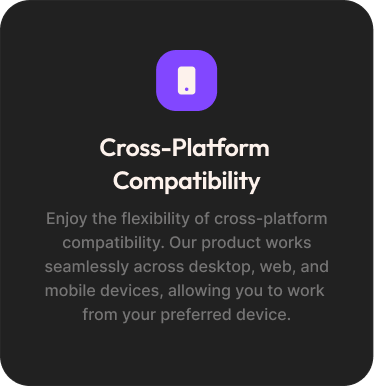 Cross-Platform
Compatibility
Enjoy the flexibility of cross-platform
compatibility. Our product works
seamlessly across desktop, web, and
mobile devices, allowing you to work
from your preferred device.